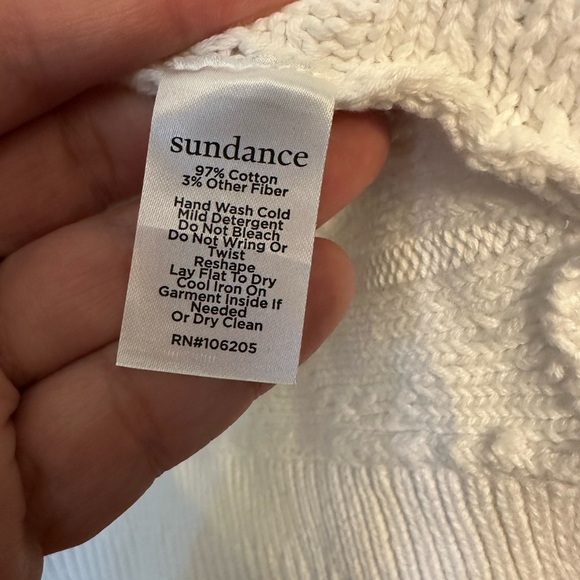 sundance
97% Cotton
3% Other Fiber
Hand Wash Cold
Mild Detergent
Do Not Bleach
Do Not Wring Or
Twist
Reshape
Lay Flat To Dry
Cool Iron On
Garment Inside If
Needed
Or Dry Clean
RN#106205